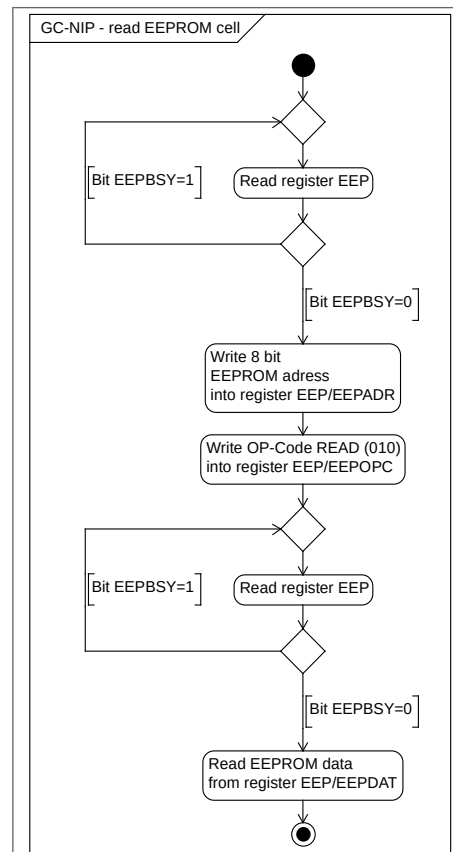 GC-NIP - read EEPROM cell
Bit EEPBSY=1
Read register EEP
Bit EEPBSY=0
Write 8 bit
EEPROM adress
into register EEP/EEPADR
Write OP-Code READ (010)
into register EEP/EEPOPC
Bit EEPBSY=1
Read register EEP
Bit EEPBSY=0
Read EEPROM data
from register EEP/EEPDAT